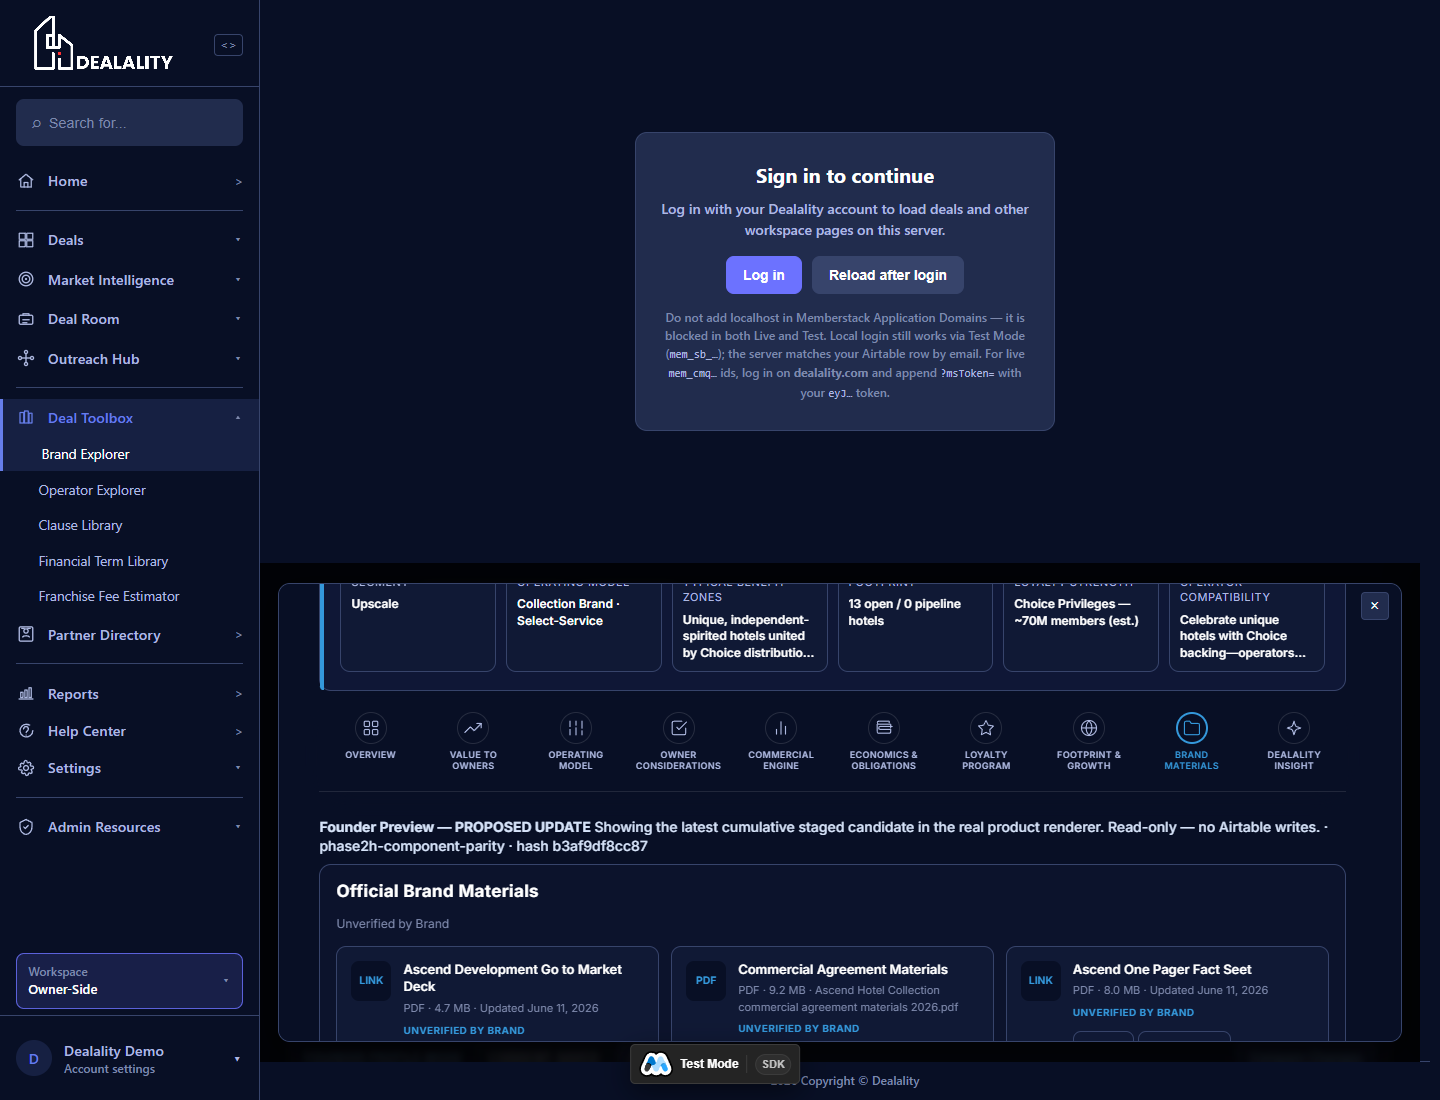 DEALALITY
<>
Search for...
Home
Deals
Market Intelligence
Deal Room
Outreach Hub
Deal Toolbox
Brand Explorer
Operator Explorer
Clause Library
Financial Term Library
Franchise Fee Estimator
Partner Directory
Reports
Help Center
Settings
Admin Resources
Workspace
Owner-Side
D
Dealality Demo
Account settings
Sign in to continue
Log in with your Dealality account to load deals and other
workspace pages on this server.
Log in
Reload after login
Do not add localhost in Memberstack Application Domains — it is
blocked in both Live and Test. Local login still works via Test Mode
(mem_sb_…); the server matches your Airtable row by email. For live
mem_cmq… ids, log in on dealality.com and append ?msToken= with
your eyJ… token.
Upscale
Collection Brand ·
Select-Service
ZONES
Unique, independent-
spirited hotels united
by Choice distributio...
13 open / 0 pipeline
hotels
Choice Privileges —
~70M members (est.)
COMPATIBILITY
Celebrate unique
hotels with Choice
backing—operators...
×
OVERVIEW
VALUE TO
OWNERS
OPERATING
MODEL
OWNER
CONSIDERATIONS
COMMERCIAL
ENGINE
ECONOMICS &
OBLIGATIONS
LOYALTY
PROGRAM
FOOTPRINT &
GROWTH
BRAND
MATERIALS
DEALALITY
INSIGHT
Founder Preview — PROPOSED UPDATE Showing the latest cumulative staged candidate in the real product renderer. Read-only — no Airtable writes. ·
phase2h-component-parity · hash b3af9df8cc87
Official Brand Materials
Unverified by Brand
LINK
Ascend Development Go to Market
Deck
PDF · 4.7 MB · Updated June 11, 2026
UNVERIFIED BY BRAND
PDF
Commercial Agreement Materials
PDF · 9.2 MB · Ascend Hotel Collection
commercial agreement materials 2026.pdf
UNVERIFIED BY BRAND
LINK
Ascend One Pager Fact Seet
PDF · 8.0 MB · Updated June 11, 2026
UNVERIFIED BY BRAND
Test Mode
SDK
Copyright © Dealality